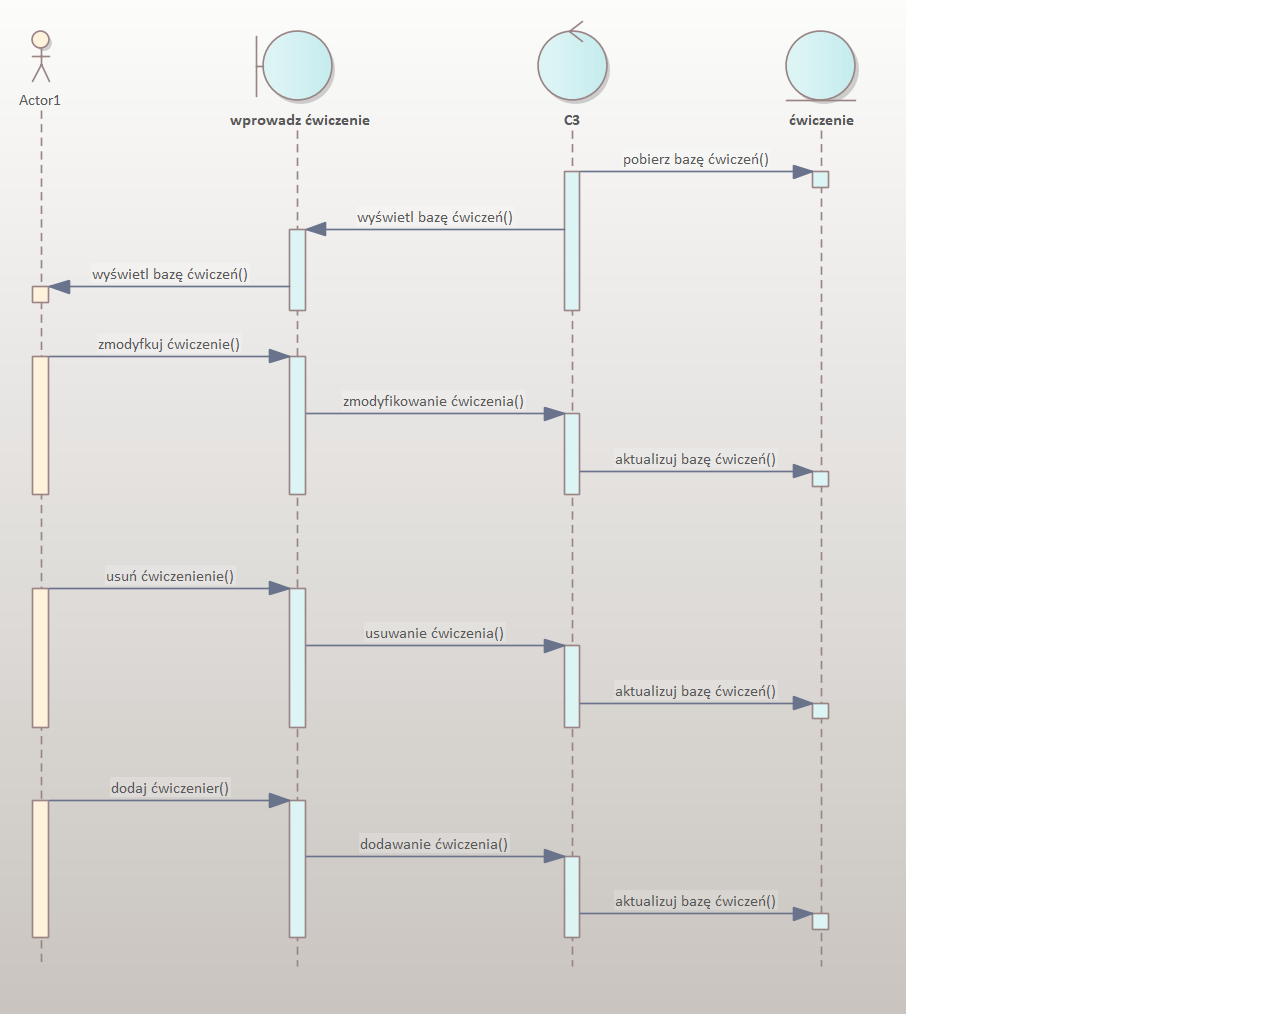 Actor1
wprowadz ćwiczenie
C3
ćwiczenie
pobierz bazę ćwiczeń()
wyświetl bazę ćwiczeń()
wyświetl bazę ćwiczeń()
zmodyfkuj ćwiczenie()
zmodyfikowanie ćwiczenia()
aktualizuj bazę ćwiczeń()
usuń ćwiczenienie()
usuwanie ćwiczenia()
aktualizuj bazę ćwiczeń()
dodaj ćwiczenier()
dodawanie ćwiczenia()
aktualizuj bazę ćwiczeń()